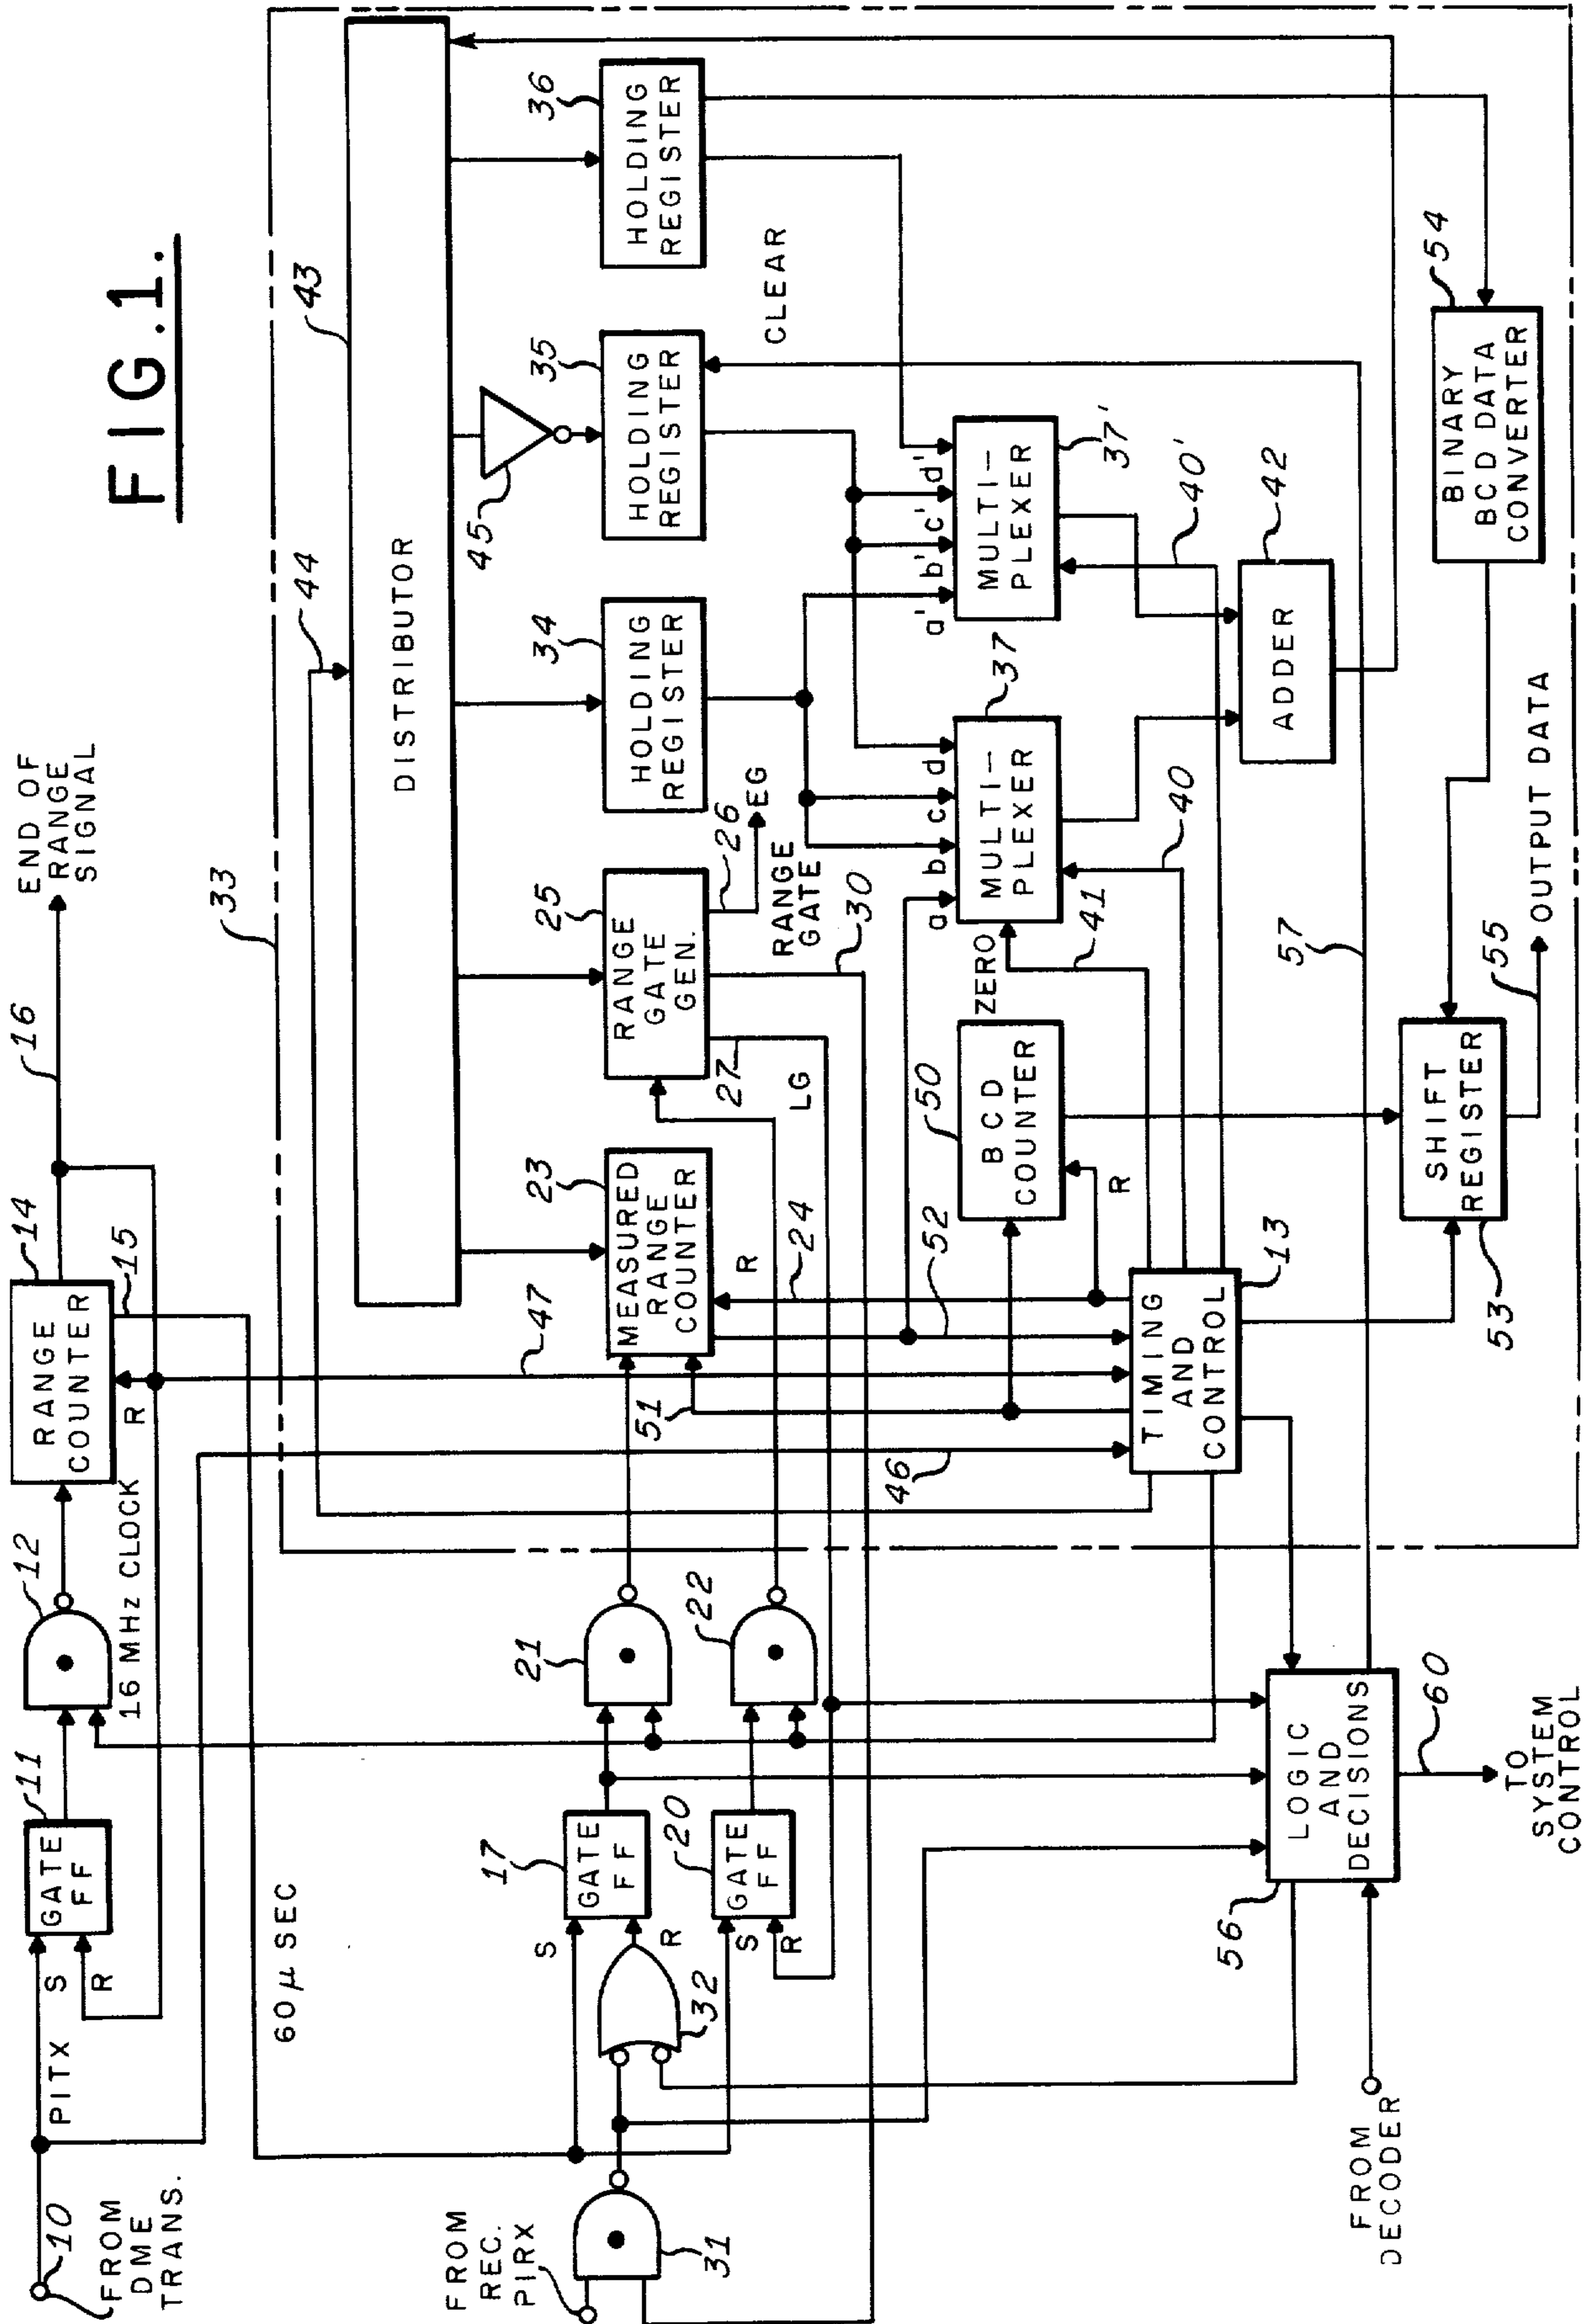 FIG.1.
10
FROM
DME
TRANS.
PITX
S
R
11
GATE
FF
12
16 MHz CLOCK
R
14
RANGE
COUNTER
15
16
END OF
RANGE
SIGNAL
60 μ SEC
33
44
43
DISTRIBUTOR
47
46
FROM
REC.
PIRX
31
32
S
R
17
GATE
FF
S
R
20
GATE
FF
21
22
51
23
MEASURED
RANGE
COUNTER
R
24
52
25
RANGE
GATE
GEN.
27
LG
26
EG
RANGE
GATE
30
34
HOLDING
REGISTER
45
35
HOLDING
REGISTER
CLEAR
36
HOLDING
REGISTER
50
BCD
COUNTER
R
ZERO
41
a
b
c
d
MULTI-
PLEXER
37
40
a'
b'
c'
d'
MULTI-
PLEXER
37'
40'
42
ADDER
13
TIMING
AND
CONTROL
57
53
SHIFT
REGISTER
55
OUTPUT DATA
54
BINARY
BCD DATA
CONVERTER
56
LOGIC
AND
DECISIONS
60
TO
SYSTEM
CONTROL
FROM
DECODER